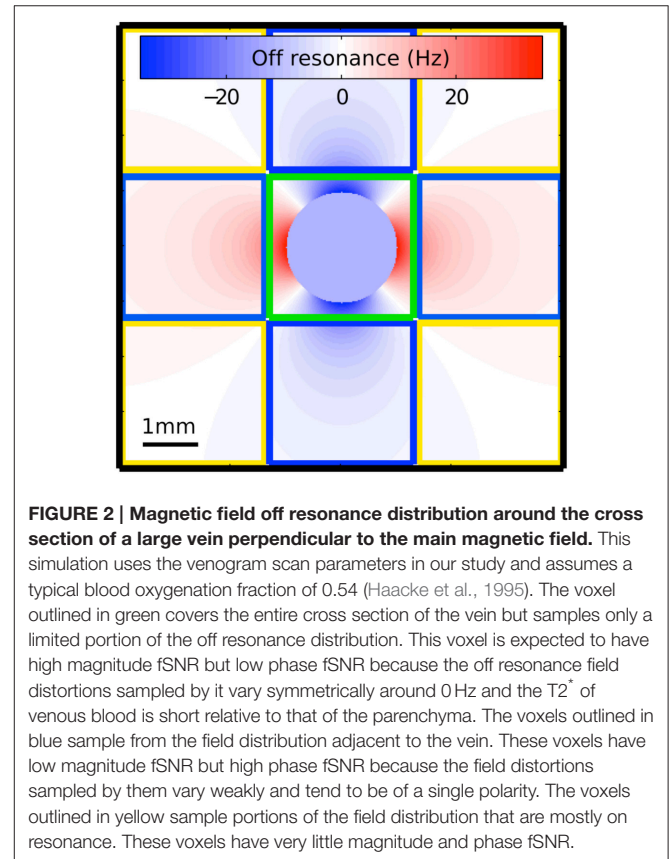 Off resonance (Hz)
−20 0 20
1mm
FIGURE 2 | Magnetic field off resonance distribution around the cross
section of a large vein perpendicular to the main magnetic field. This
simulation uses the venogram scan parameters in our study and assumes a
typical blood oxygenation fraction of 0.54 (Haacke et al., 1995). The voxel
outlined in green covers the entire cross section of the vein but samples only a
limited portion of the off resonance distribution. This voxel is expected to have
high magnitude fSNR but low phase fSNR because the off resonance field
distortions sampled by it vary symmetrically around 0 Hz and the T2* of
venous blood is short relative to that of the parenchyma. The voxels outlined in
blue sample from the field distribution adjacent to the vein. These voxels have
low magnitude fSNR but high phase fSNR because the field distortions
sampled by them vary weakly and tend to be of a single polarity. The voxels
outlined in yellow sample portions of the field distribution that are mostly on
resonance. These voxels have very little magnitude and phase fSNR.